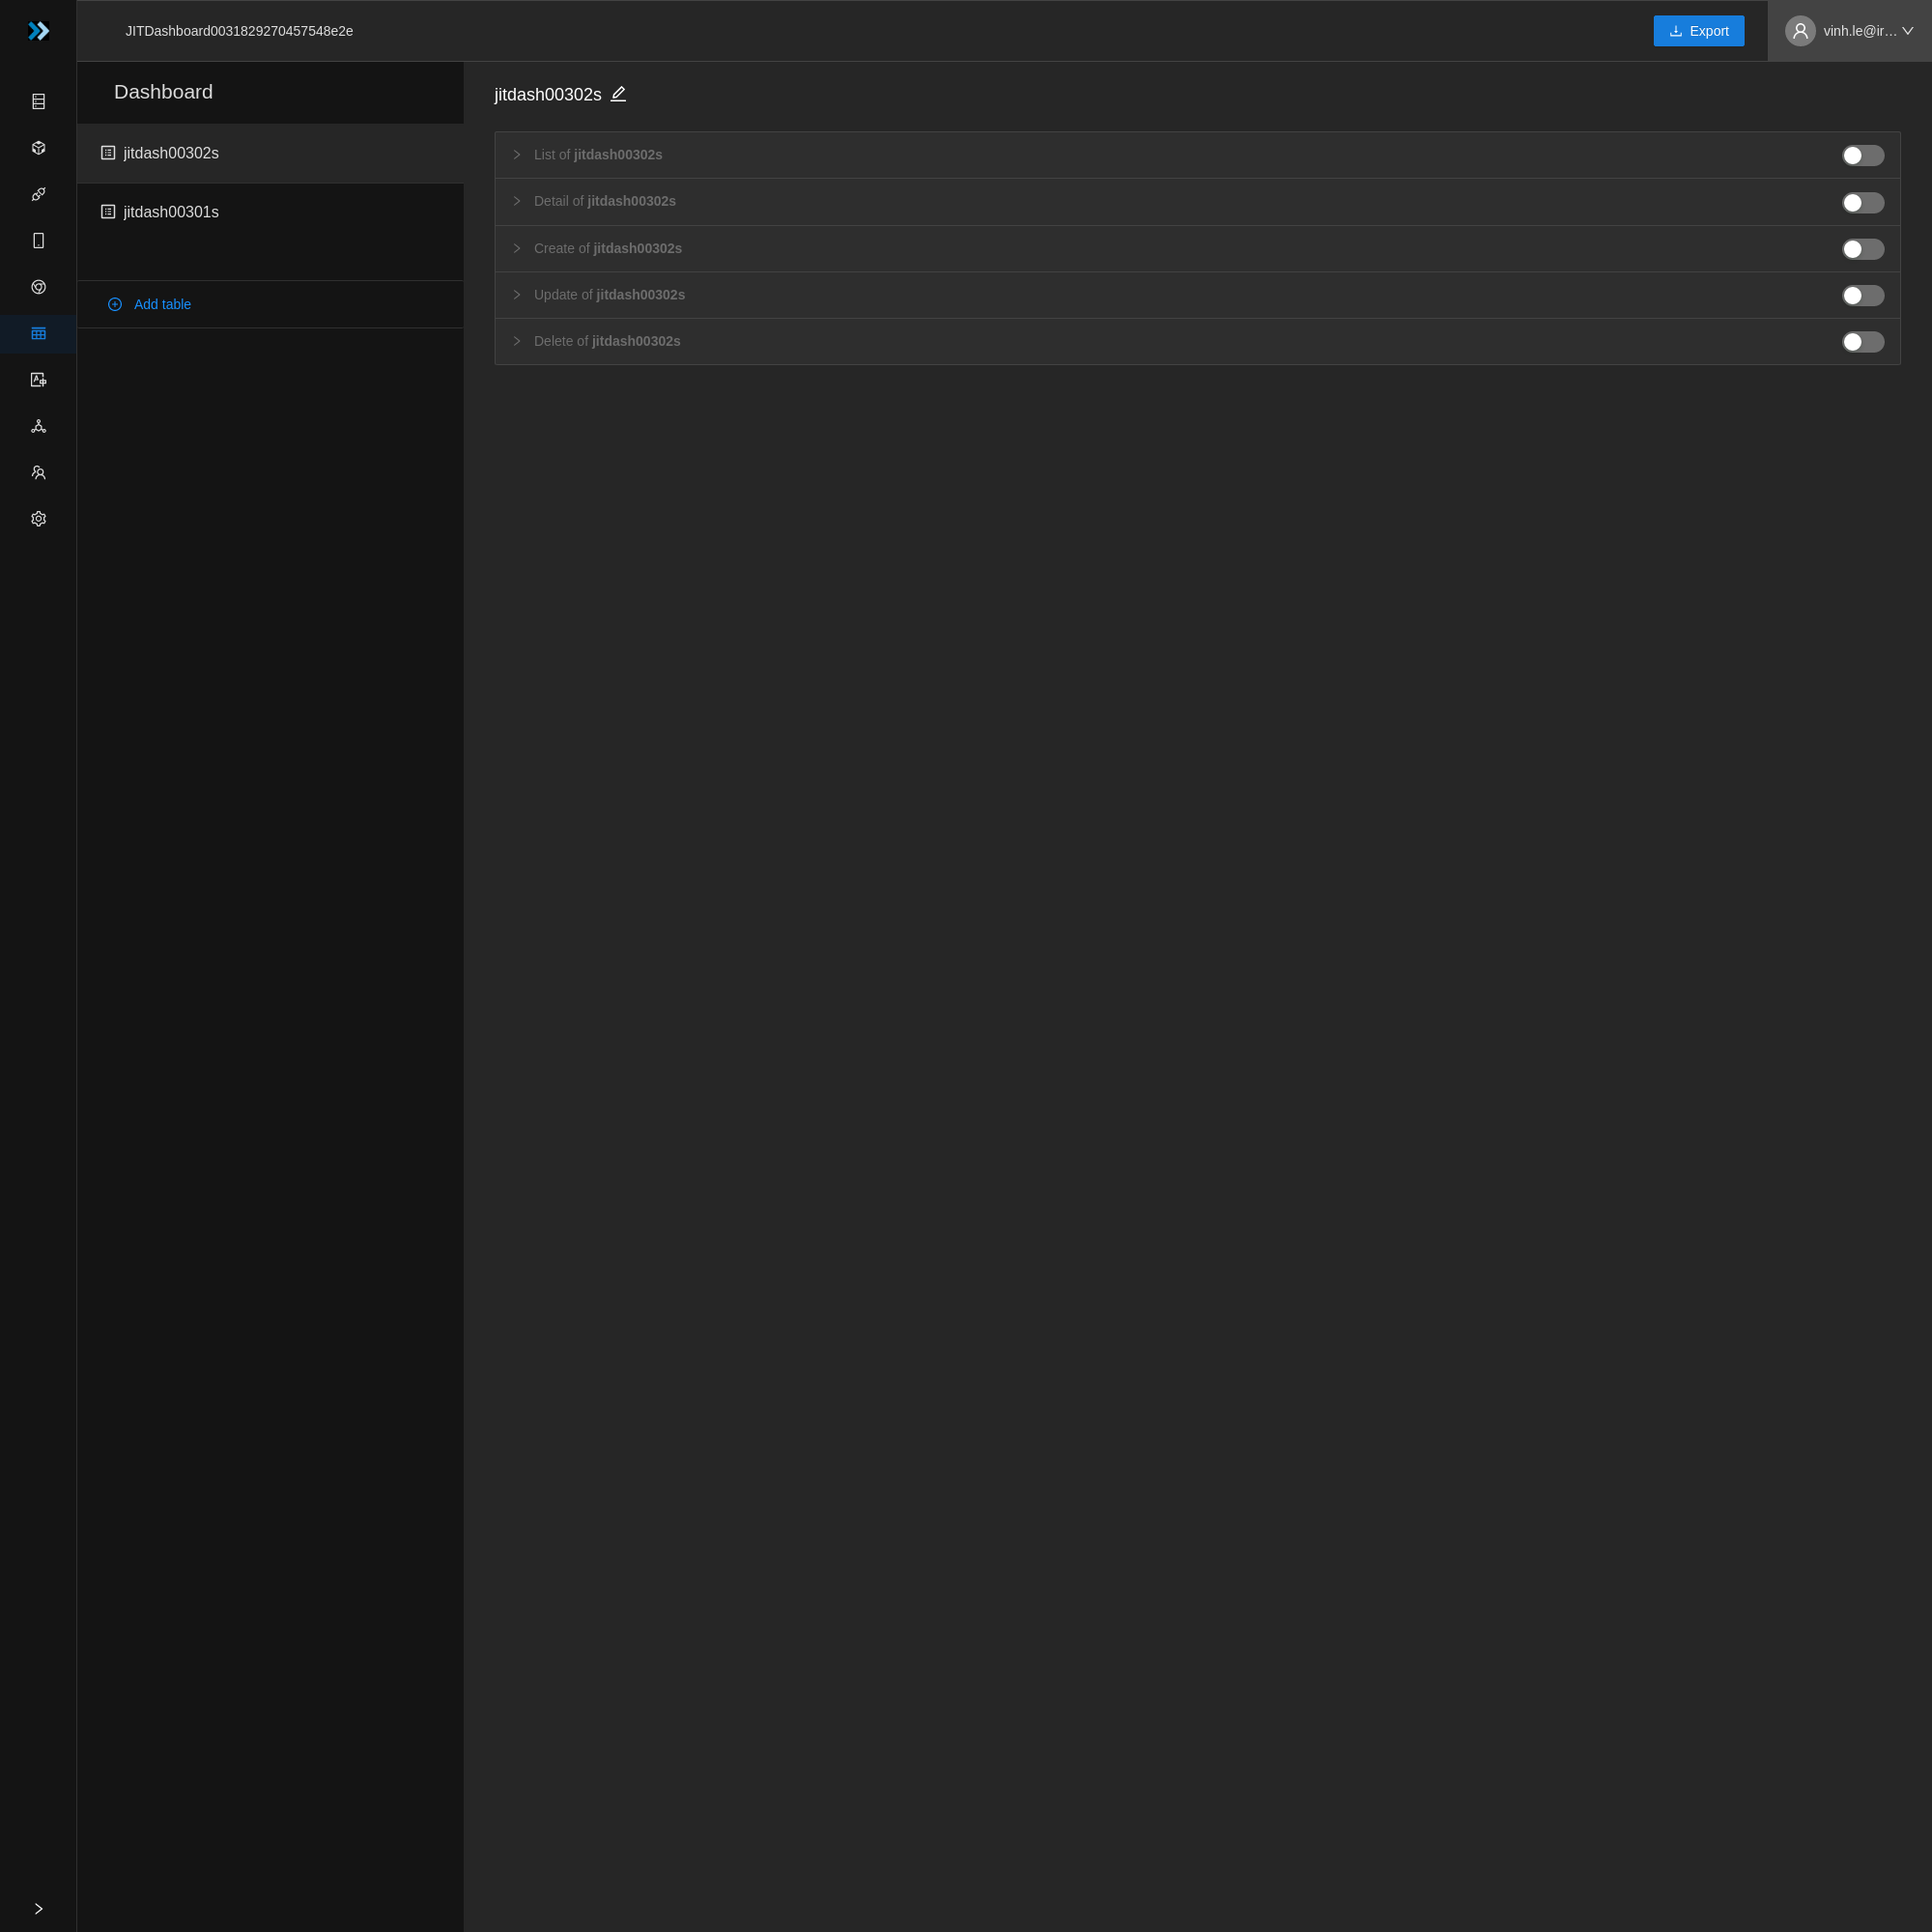 JITDashboard0031829270457548e2e
Export
vinh.le@ir…
Dashboard
jitdash00302s
jitdash00301s
Add table
jitdash00302s
List of jitdash00302s
Detail of jitdash00302s
Create of jitdash00302s
Update of jitdash00302s
Delete of jitdash00302s